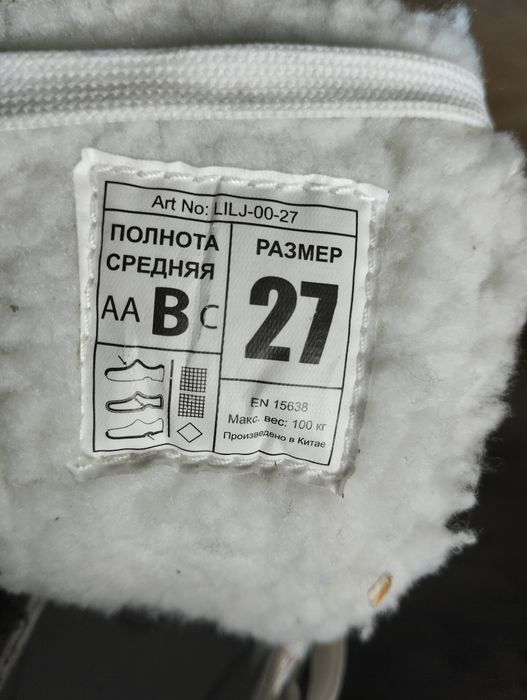 Art No: LILJ-00-27
ПОЛНОТА
СРЕДНЯЯ
AA B C
РАЗМЕР
27
EN 15638
Макс. вес: 100 кг
Произведено в Китае